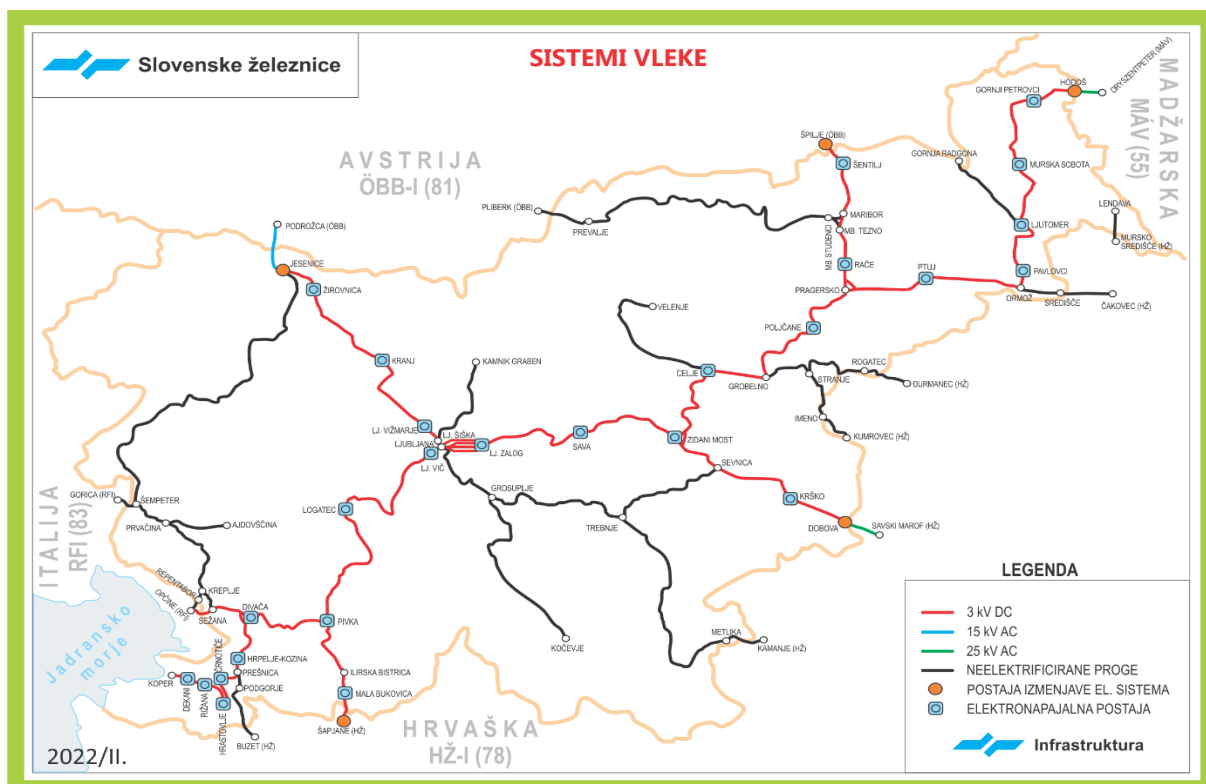 Slovenske železnice
SISTEMI VLEKE
AVSTRIJA
ÖBB-I (81)
MADŽARSKA
MÁV (55)
ITALIJA
RFI (83)
HRVAŠKA
HŽ-I (78)
Jadransko
morje
ORYSZENTPETER (MÁV)
HODOŠ
GORNJI PETROVCI
MURSKA SOBOTA
GORNJA RADGONA
LJUTOMER
LENDAVA
MURSKO
SREDIŠČE (HŽ)
PAVLOVCI
ORMOŽ
SREDIŠČE
ČAKOVEC (HŽ)
PTUJ
ŠPILJE (ÖBB)
ŠENTILJ
MARIBOR
MB. TEZNO
MB. STUDENCI
RAČE
PRAGERSKO
PLIBERK (ÖBB)
PREVALJE
POLJČANE
VELENJE
CELJE
GROBELNO
STRANJE
ROGATEC
ĐURMANEC (HŽ)
IMENO
KUMROVEC (HŽ)
PODROŽCA (ÖBB)
JESENICE
ŽIROVNICA
KRANJ
KAMNIK GRABEN
LJ. VIŽMARJE
LJ. ŠIŠKA
LJUBLJANA
LJ. VIČ
LJ. ZALOG
SAVA
ZIDANI MOST
SEVNICA
KRŠKO
DOBOVA
SAVSKI MAROF (HŽ)
GROSUPLJE
TREBNJE
LOGATEC
GORICA (RFI)
ŠEMPETER
PRVAČINA
AJDOVŠČINA
REPENTABOR
KREPLJE
OPČINE (RFI)
SEŽANA
DIVAČA
PIVKA
HRPELJE-KOZINA
PREŠNICA
PODGORJE
ČRNOTIČE
KOPER
DEKANI
RIŽANA
HRASTOVLJE
BUZET (HŽ)
ILIRSKA BISTRICA
MALA BUKOVICA
ŠAPJANE (HŽ)
KOČEVJE
METLIKA
KAMANJE (HŽ)
LEGENDA
3 kV DC
15 kV AC
25 kV AC
NEELEKTRIFICIRANE PROGE
POSTAJA IZMENJAVE EL. SISTEMA
ELEKTRONAPAJALNA POSTAJA
Infrastruktura
2022/II.